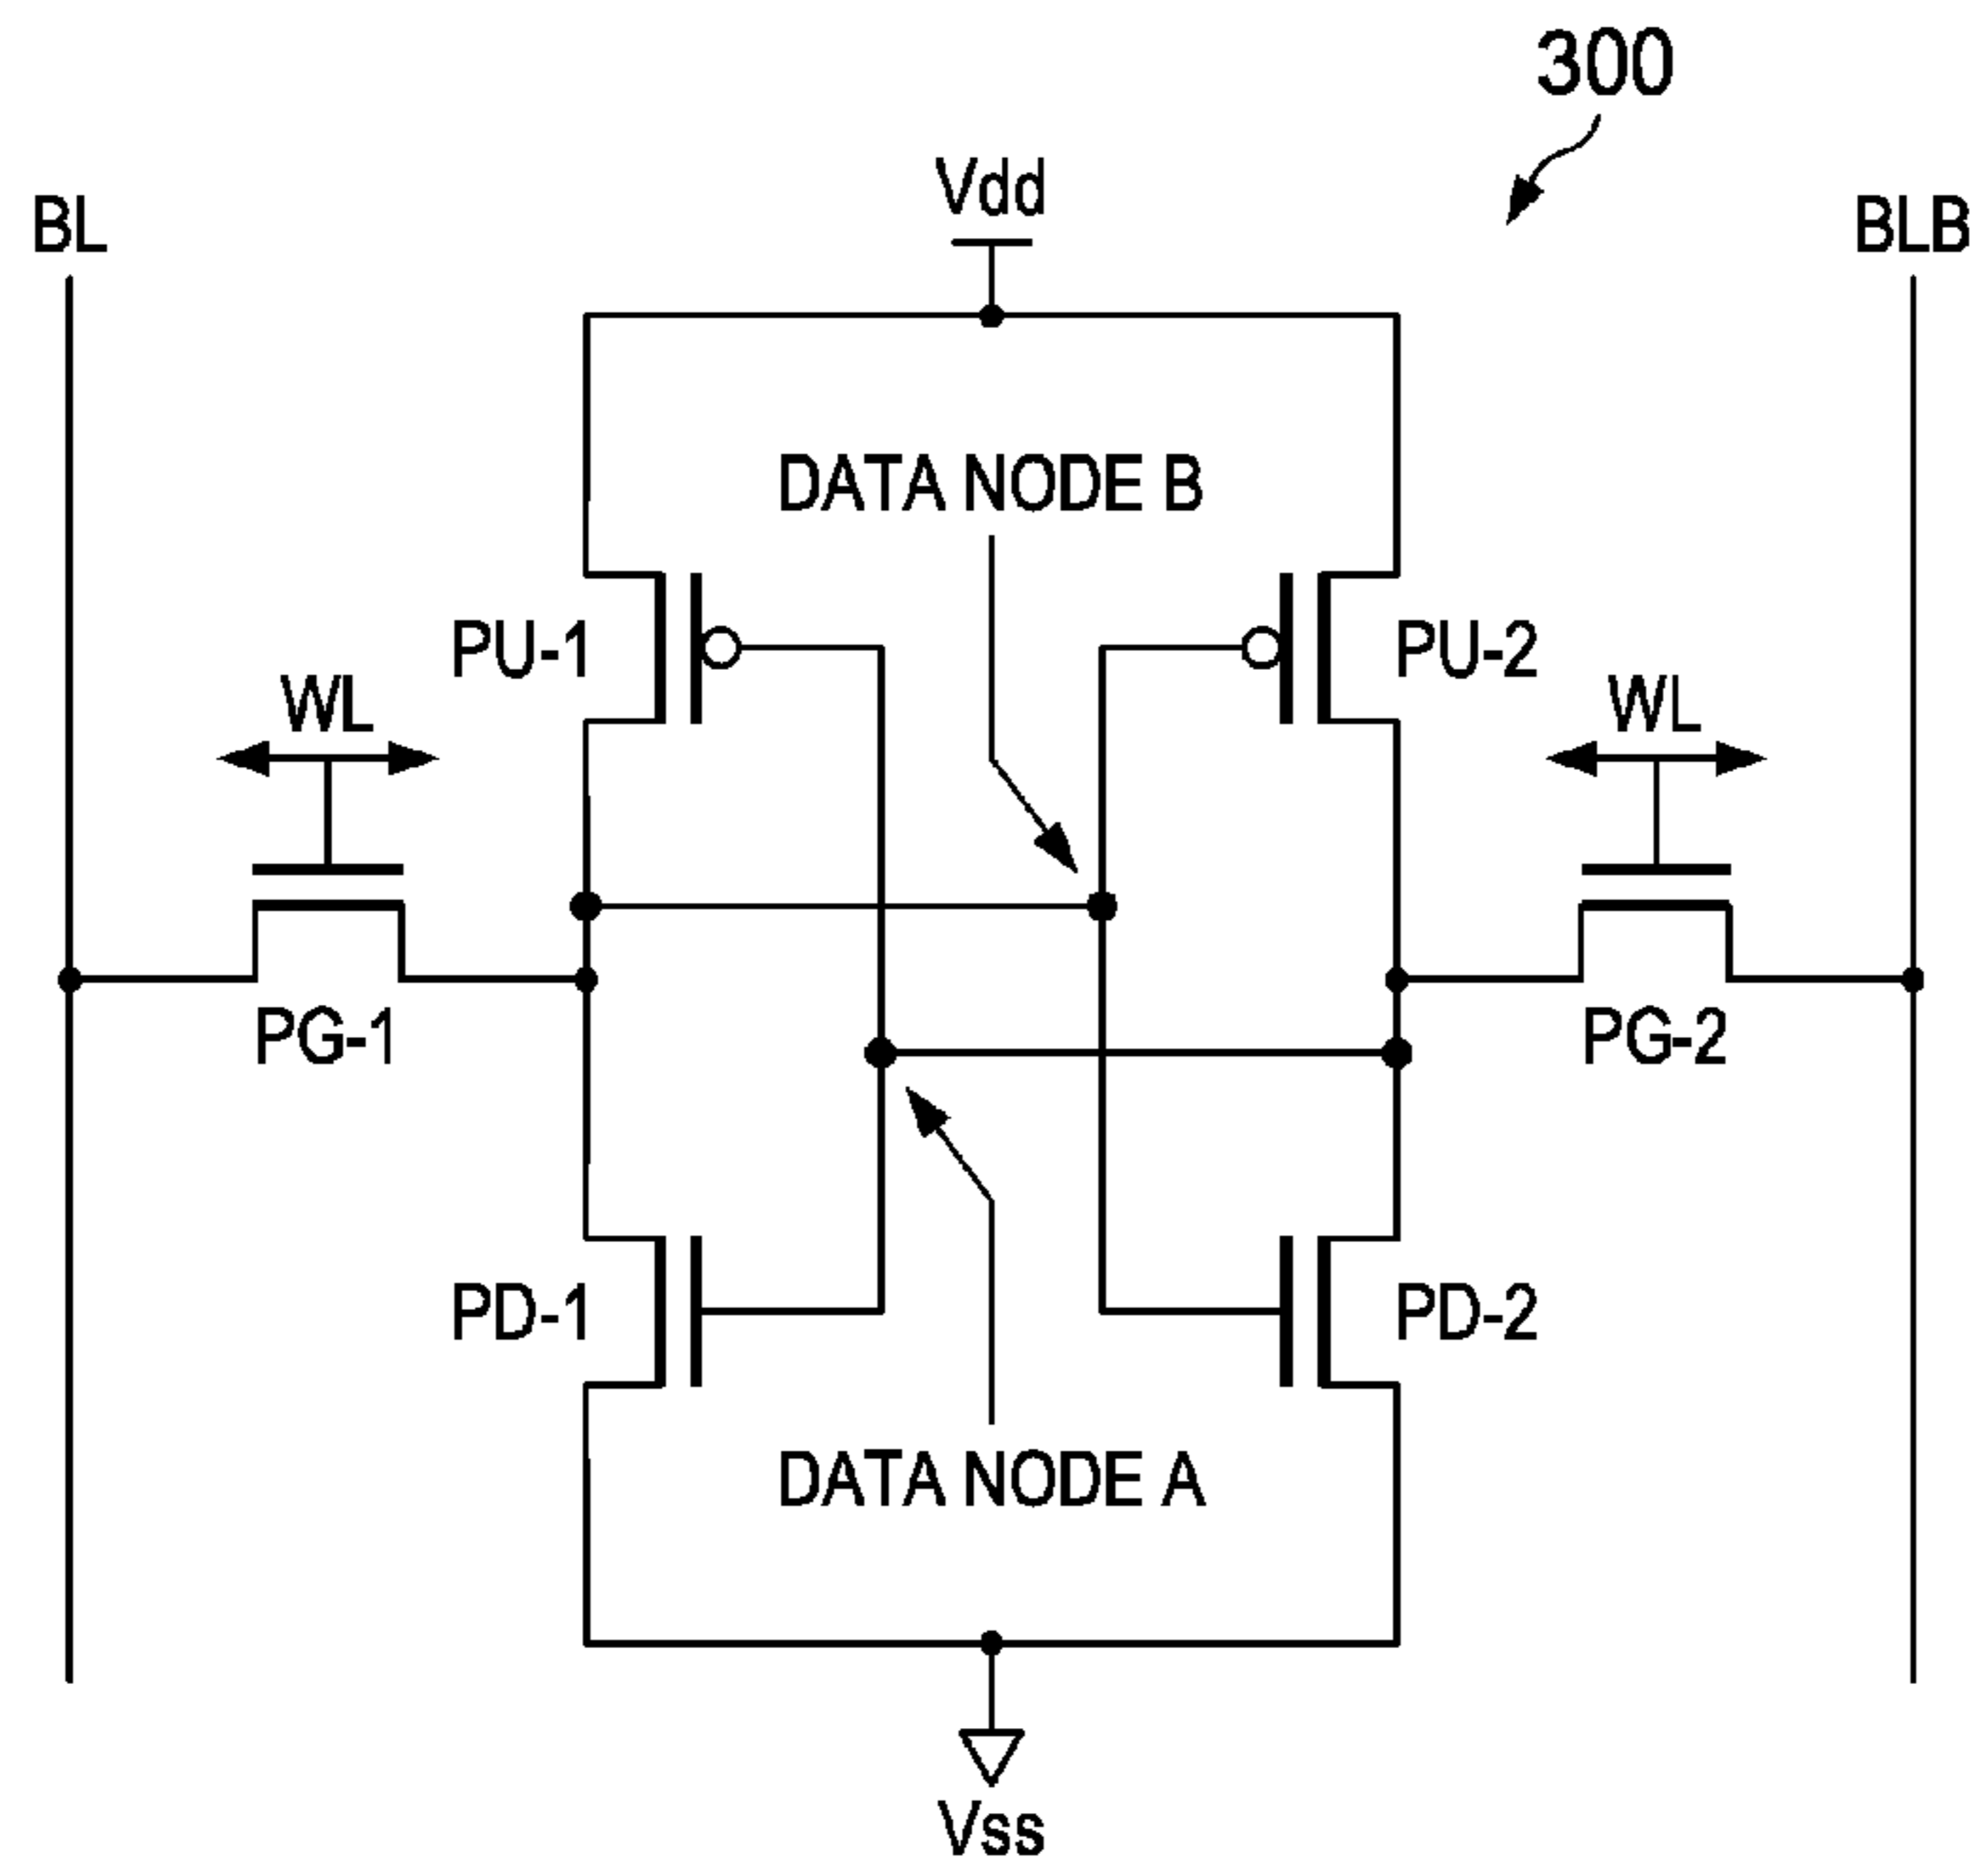 300
Vdd
BL
BLB
DATA NODE B
PU-1
PU-2
WL
WL
PG-1
PG-2
PD-1
PD-2
DATA NODE A
Vss